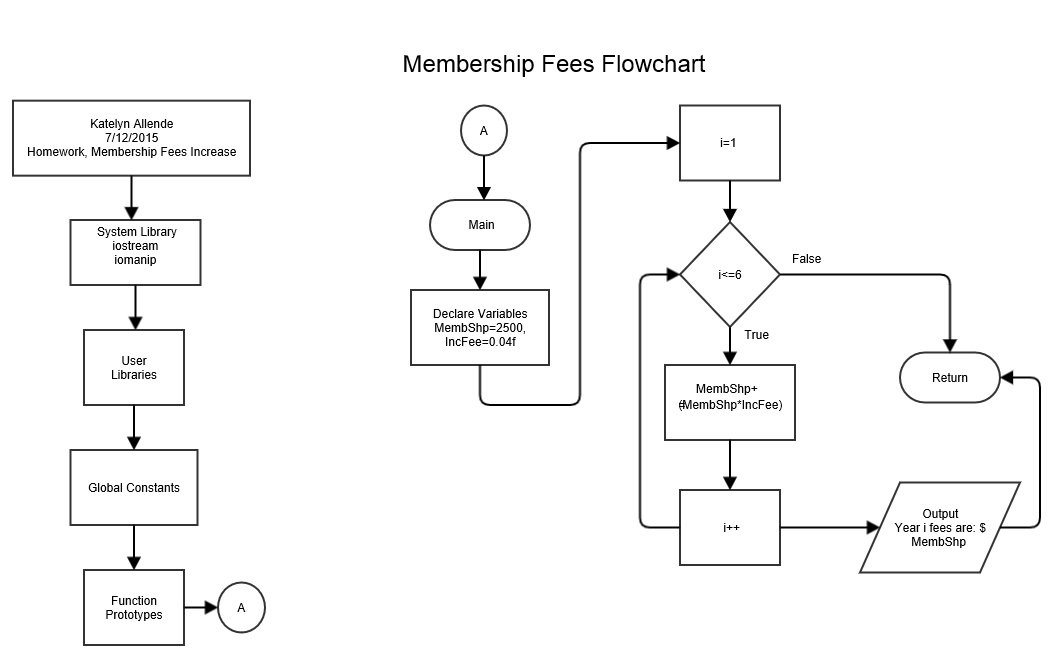 Membership Fees Flowchart
Katelyn Allende
7/12/2015
Homework, Membership Fees Increase
System Library
iostream
iomanip
User
Libraries
Global Constants
Function
Prototypes
A
A
Main
Declare Variables
MembShp=2500,
IncFee=0.04f
i=1
i<=6
False
True
MembShp+
=(MembShp*IncFee)
i++
Output
Year i fees are: $
MembShp
Return